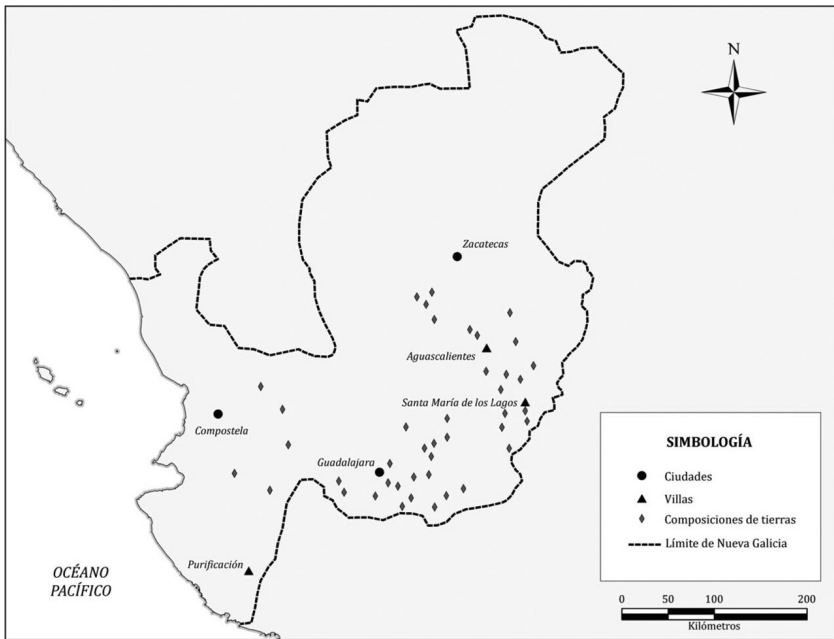 N
Zacatecas
Aguascalientes
Santa María de los Lagos
Compostela
Guadalajara
Purificación
OCÉANO
PACÍFICO
SIMBOLOGÍA
Ciudades
Villas
Composiciones de tierras
Límite de Nueva Galicia
0 50 100 200
Kilómetros